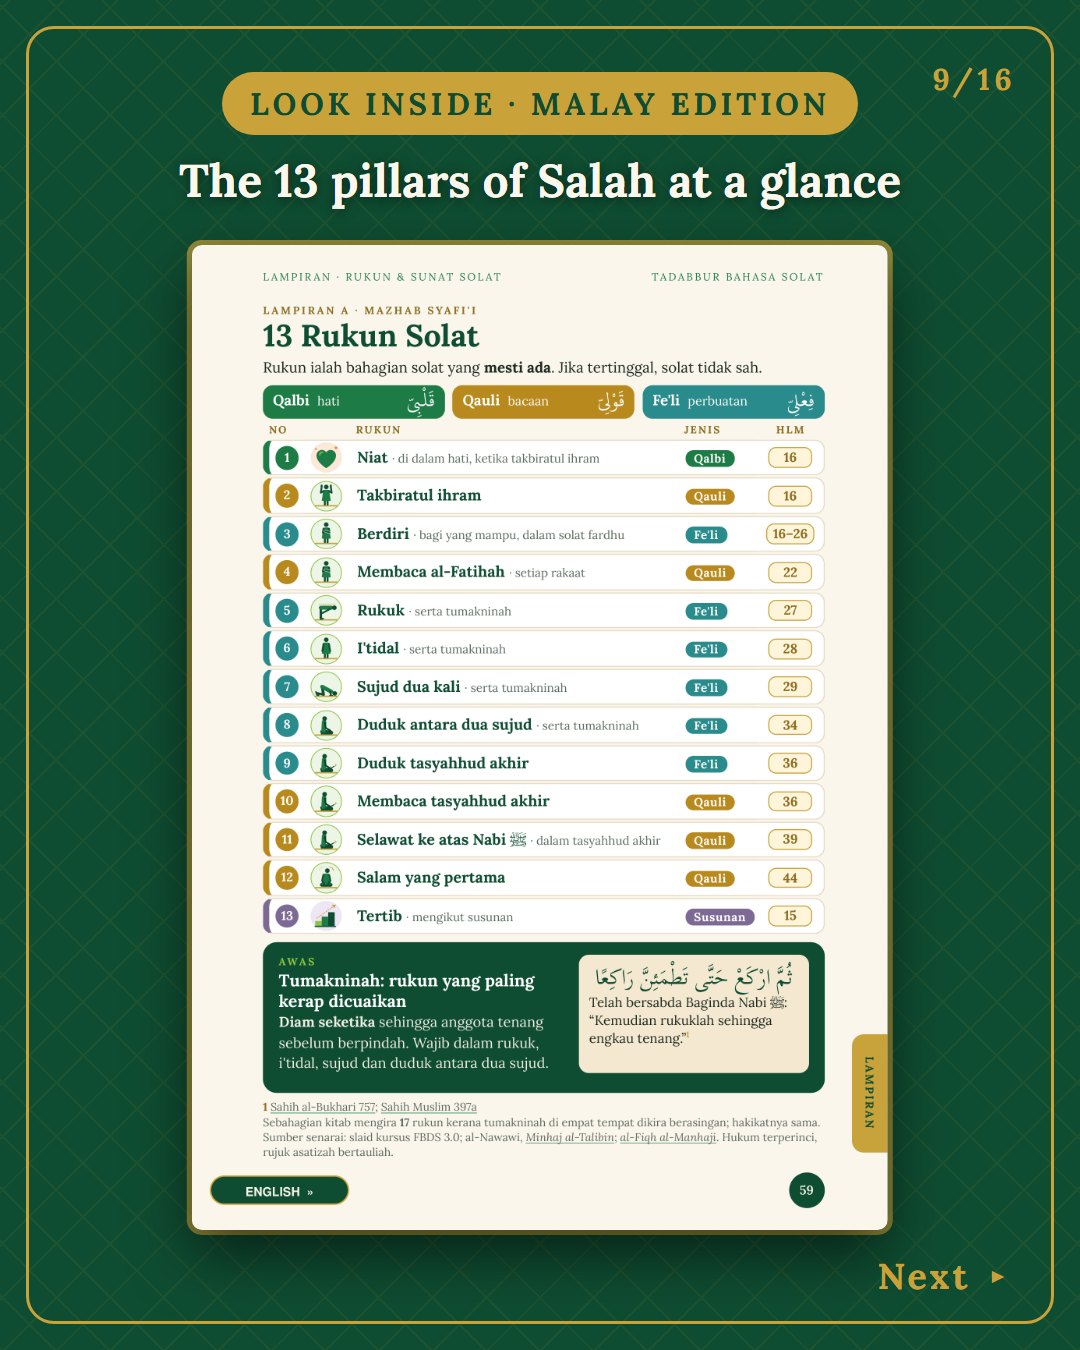 9/16
LOOK INSIDE · MALAY EDITION
The 13 pillars of Salah at a glance
LAMPIRAN · RUKUN & SUNAT SOLAT TADABBUR BAHASA SOLAT
LAMPIRAN A · MAZHAB SYAFI'I
13 Rukun Solat
Rukun ialah bahagian solat yang mesti ada. Jika tertinggal, solat tidak sah.
Qalbi hati قَلْبِيّ Qauli bacaan قَوْلِيّ Fe'li perbuatan فِعْلِيّ
NO RUKUN JENIS HLM
1 Niat · di dalam hati, ketika takbiratul ihram Qalbi 16
2 Takbiratul ihram Qauli 16
3 Berdiri · bagi yang mampu, dalam solat fardhu Fe'li 16–26
4 Membaca al-Fatihah · setiap rakaat Qauli 22
5 Rukuk · serta tumakninah Fe'li 27
6 I'tidal · serta tumakninah Fe'li 28
7 Sujud dua kali · serta tumakninah Fe'li 29
8 Duduk antara dua sujud · serta tumakninah Fe'li 34
9 Duduk tasyahhud akhir Fe'li 36
10 Membaca tasyahhud akhir Qauli 36
11 Selawat ke atas Nabi ﷺ · dalam tasyahhud akhir Qauli 39
12 Salam yang pertama Qauli 44
13 Tertib · mengikut susunan Susunan 15
AWAS
Tumakninah: rukun yang paling
kerap dicuaikan
Diam seketika sehingga anggota tenang
sebelum berpindah. Wajib dalam rukuk,
i'tidal, sujud dan duduk antara dua sujud.
ثُمَّ ارْكَعْ حَتَّى تَطْمَئِنَّ رَاكِعًا
Telah bersabda Baginda Nabi ﷺ:
“Kemudian rukuklah sehingga
engkau tenang.”1
LAMPIRAN
1 Sahih al-Bukhari 757; Sahih Muslim 397a
Sebahagian kitab mengira 17 rukun kerana tumakninah di empat tempat dikira berasingan; hakikatnya sama.
Sumber senarai: slaid kursus FBDS 3.0; al-Nawawi, Minhaj al-Talibin; al-Fiqh al-Manhaji. Hukum terperinci,
rujuk asatizah bertauliah.
ENGLISH »
59
Next ▸